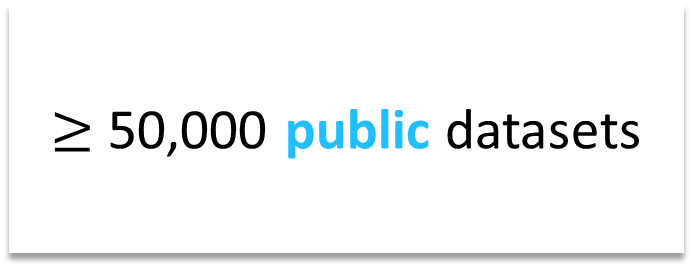 ≥ 50,000 public datasets